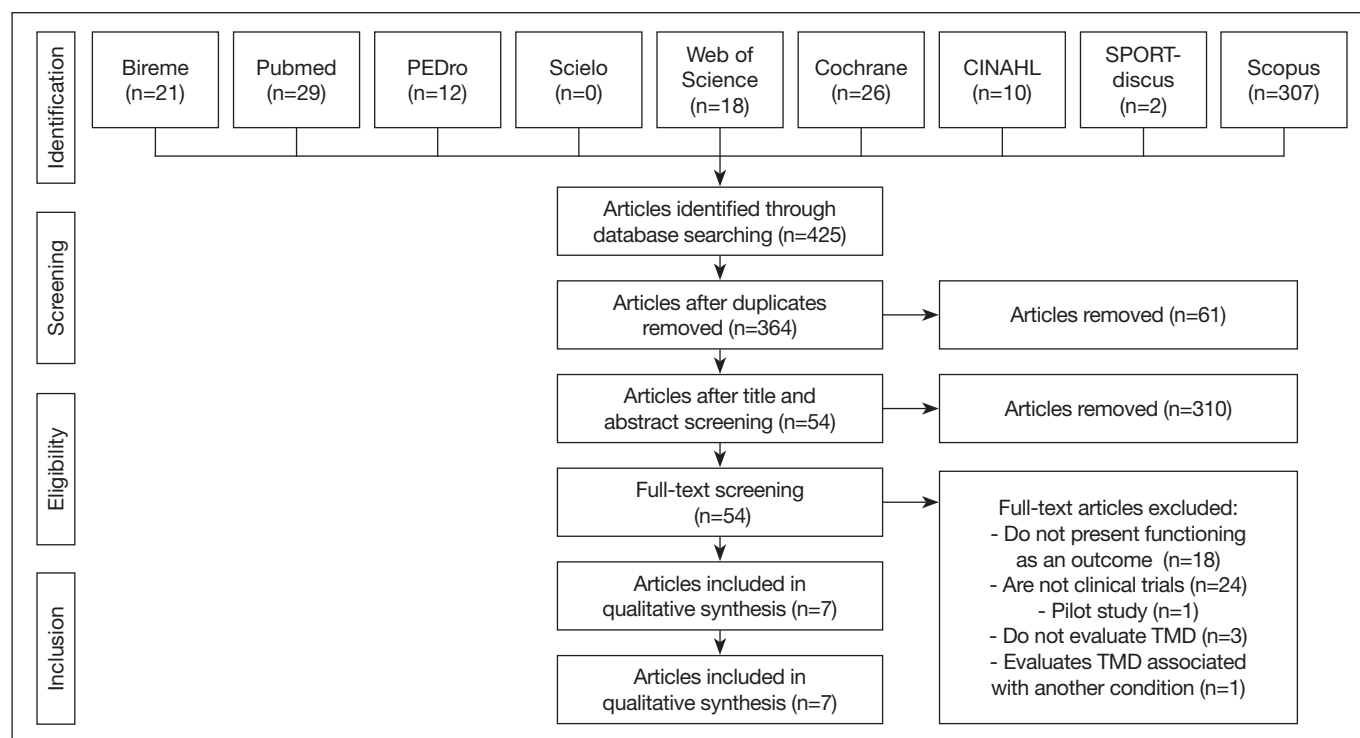 Identification
Bireme
(n=21)
Pubmed
(n=29)
PEDro
(n=12)
Scielo
(n=0)
Web of
Science
(n=18)
Cochrane
(n=26)
CINAHL
(n=10)
SPORT-
discus
(n=2)
Scopus
(n=307)
Screening
Articles identified through
database searching (n=425)
Articles after duplicates
removed (n=364)
Articles removed (n=61)
Eligibility
Articles after title and
abstract screening (n=54)
Articles removed (n=310)
Full-text screening
(n=54)
Full-text articles excluded:
- Do not present functioning
as an outcome (n=18)
- Are not clinical trials (n=24)
- Pilot study (n=1)
- Do not evaluate TMD (n=3)
- Evaluates TMD associated
with another condition (n=1)
Inclusion
Articles included in
qualitative synthesis (n=7)
Articles included in
qualitative synthesis (n=7)